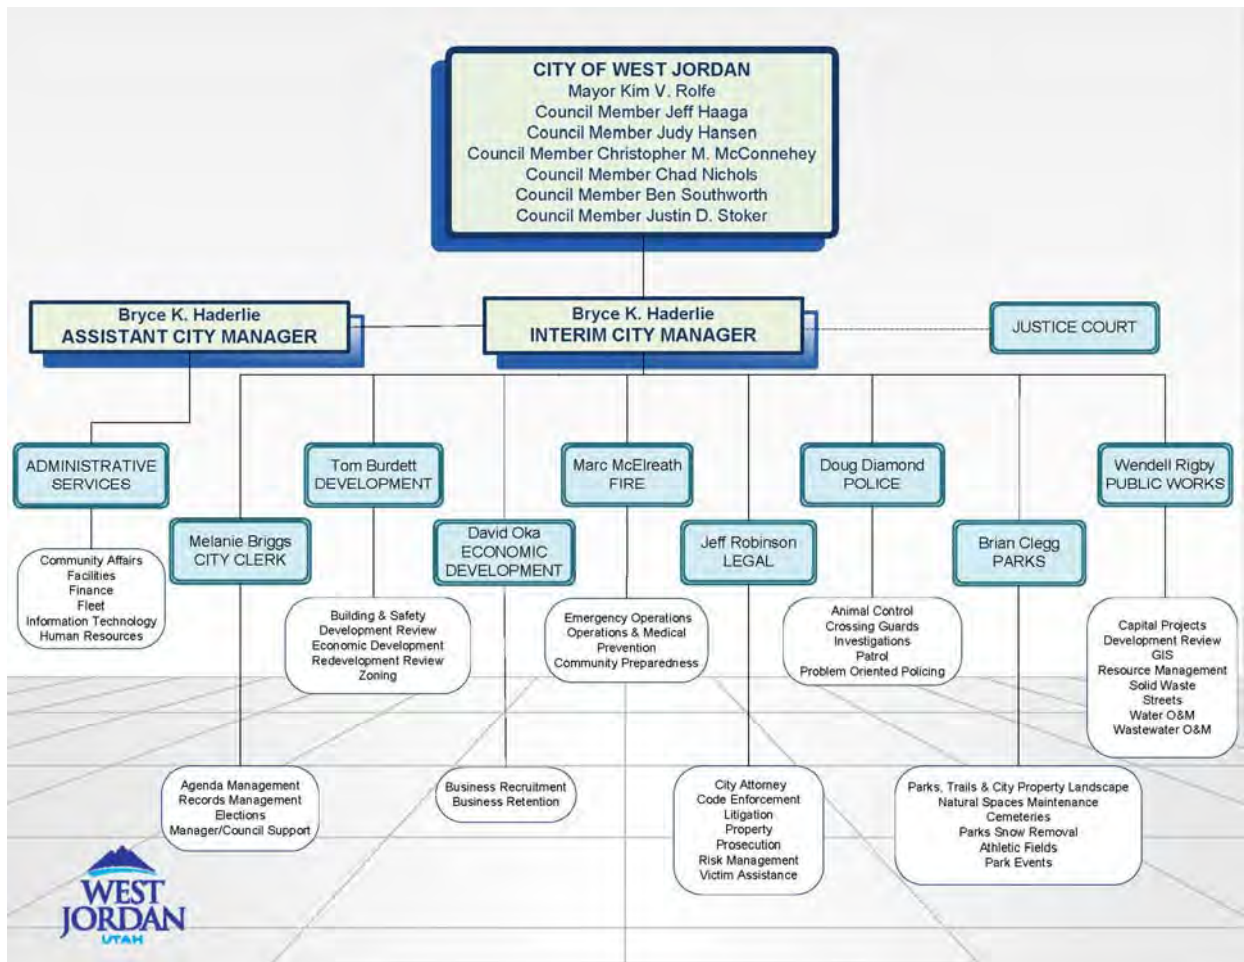 CITY OF WEST JORDAN
Mayor Kim V. Rolfe
Council Member Jeff Haaga
Council Member Judy Hansen
Council Member Christopher M. McConnehey
Council Member Chad Nichols
Council Member Ben Southworth
Council Member Justin D. Stoker
Bryce K. Haderlie
ASSISTANT CITY MANAGER
Bryce K. Haderlie
INTERIM CITY MANAGER
JUSTICE COURT
ADMINISTRATIVE
SERVICES
Tom Burdett
DEVELOPMENT
Marc McElreath
FIRE
Doug Diamond
POLICE
Wendell Rigby
PUBLIC WORKS
Melanie Briggs
CITY CLERK
David Oka
ECONOMIC
DEVELOPMENT
Jeff Robinson
LEGAL
Brian Clegg
PARKS
Community Affairs
Facilities
Finance
Fleet
Information Technology
Human Resources
Building & Safety
Development Review
Economic Development
Redevelopment Review
Zoning
Emergency Operations
Operations & Medical
Prevention
Community Preparedness
Animal Control
Crossing Guards
Investigations
Patrol
Problem Oriented Policing
Capital Projects
Development Review
GIS
Resource Management
Solid Waste
Streets
Water O&M
Wastewater O&M
Agenda Management
Records Management
Elections
Manager/Council Support
Business Recruitment
Business Retention
City Attorney
Code Enforcement
Litigation
Property
Prosecution
Risk Management
Victim Assistance
Parks, Trails & City Property Landscape
Natural Spaces Maintenance
Cemeteries
Parks Snow Removal
Athletic Fields
Park Events
WEST
JORDAN
UTAH